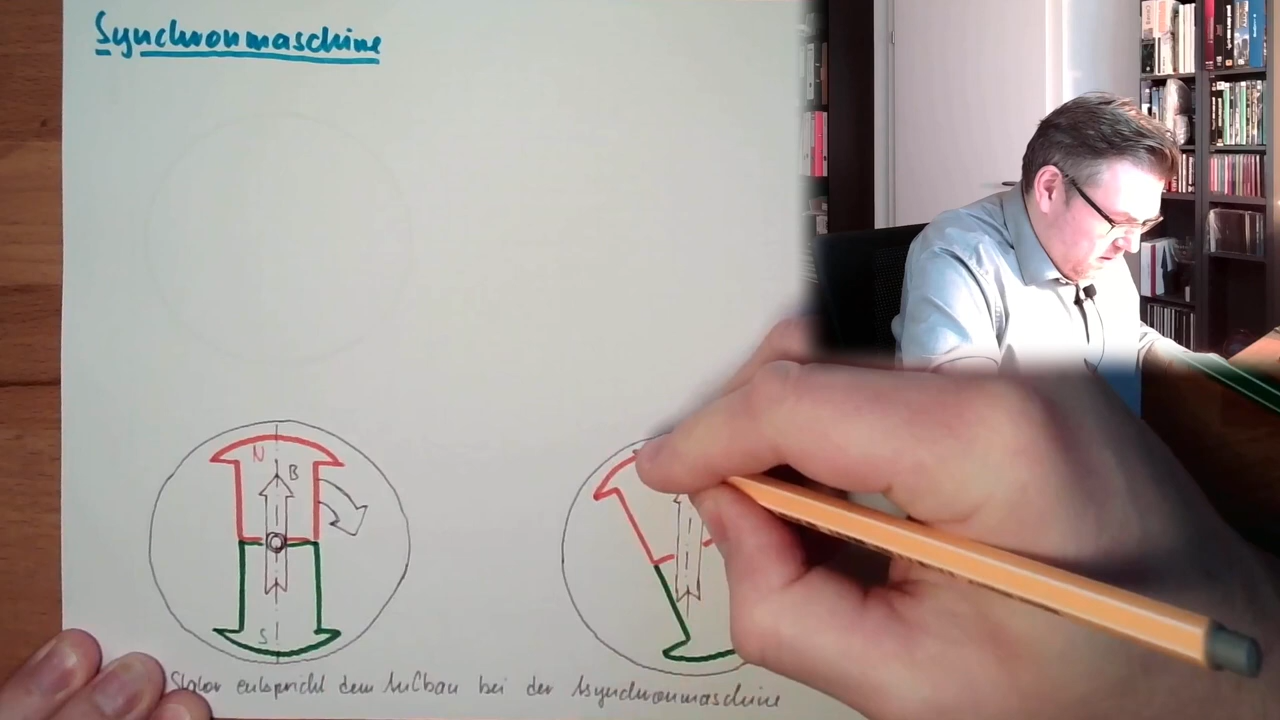 Synchronmaschine
N
B
S
Stator entspricht dem Aufbau bei der Asynchronmaschine